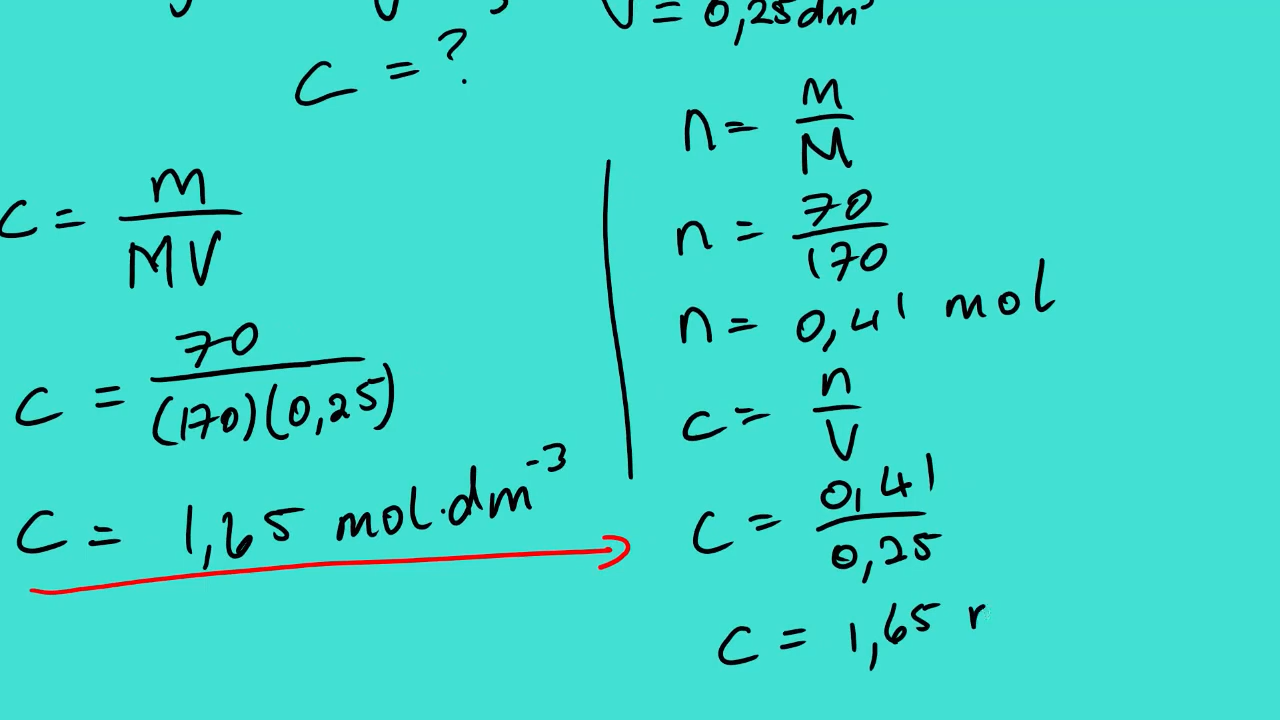 V = 0,25dm³
C = ?
C = m / MV
C = 70 / (170)(0,25)
C = 1,65 mol.dm⁻³
n = m / M
n = 70 / 170
n = 0,41 mol
C = n / V
C = 0,41 / 0,25
C = 1,65